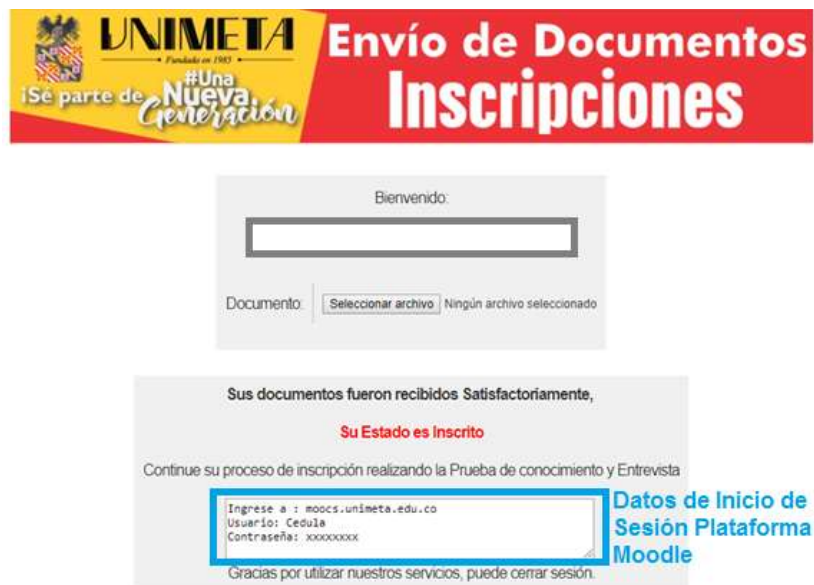 UNIMETA
Fundada en 1985
¡Sé parte de #Una
Nueva
Generación
Envío de Documentos
Inscripciones
Bienvenido:
Documento: Seleccionar archivo Ningún archivo seleccionado
Sus documentos fueron recibidos Satisfactoriamente,
Su Estado es Inscrito
Continue su proceso de inscripción realizando la Prueba de conocimiento y Entrevista
Ingrese a : moocs.unimeta.edu.co
Usuario: Cedula
Contraseña: xxxxxxxx
Datos de Inicio de
Sesión Plataforma
Moodle
Gracias por utilizar nuestros servicios, puede cerrar sesión.